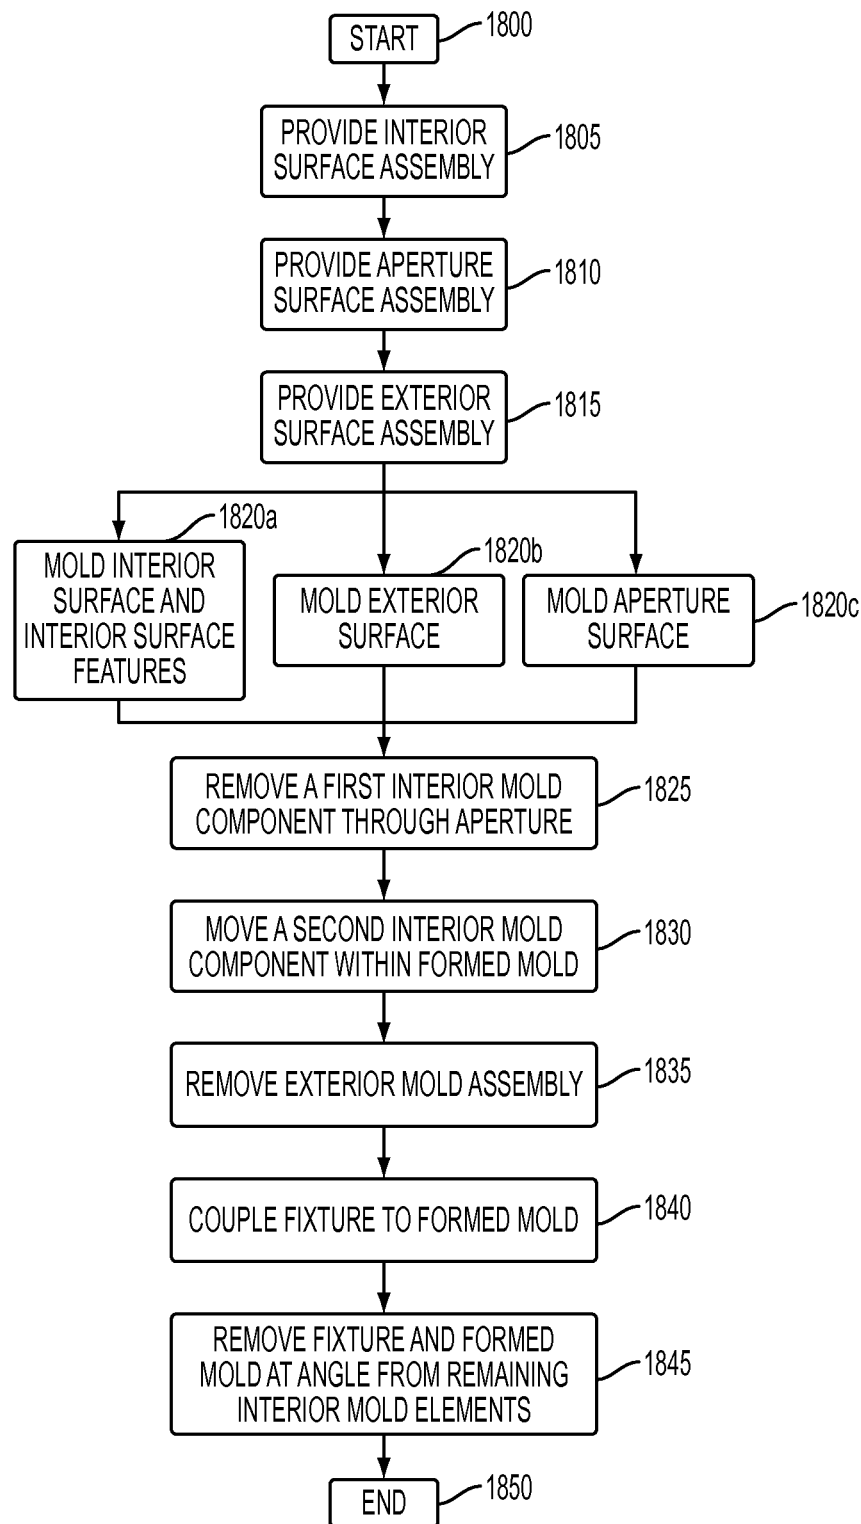 START
1800
PROVIDE INTERIOR
SURFACE ASSEMBLY
1805
PROVIDE APERTURE
SURFACE ASSEMBLY
1810
PROVIDE EXTERIOR
SURFACE ASSEMBLY
1815
1820a
MOLD INTERIOR
SURFACE AND
INTERIOR SURFACE
FEATURES
1820b
MOLD EXTERIOR
SURFACE
1820c
MOLD APERTURE
SURFACE
REMOVE A FIRST INTERIOR MOLD
COMPONENT THROUGH APERTURE
1825
MOVE A SECOND INTERIOR MOLD
COMPONENT WITHIN FORMED MOLD
1830
REMOVE EXTERIOR MOLD ASSEMBLY
1835
COUPLE FIXTURE TO FORMED MOLD
1840
REMOVE FIXTURE AND FORMED
MOLD AT ANGLE FROM REMAINING
INTERIOR MOLD ELEMENTS
1845
END
1850